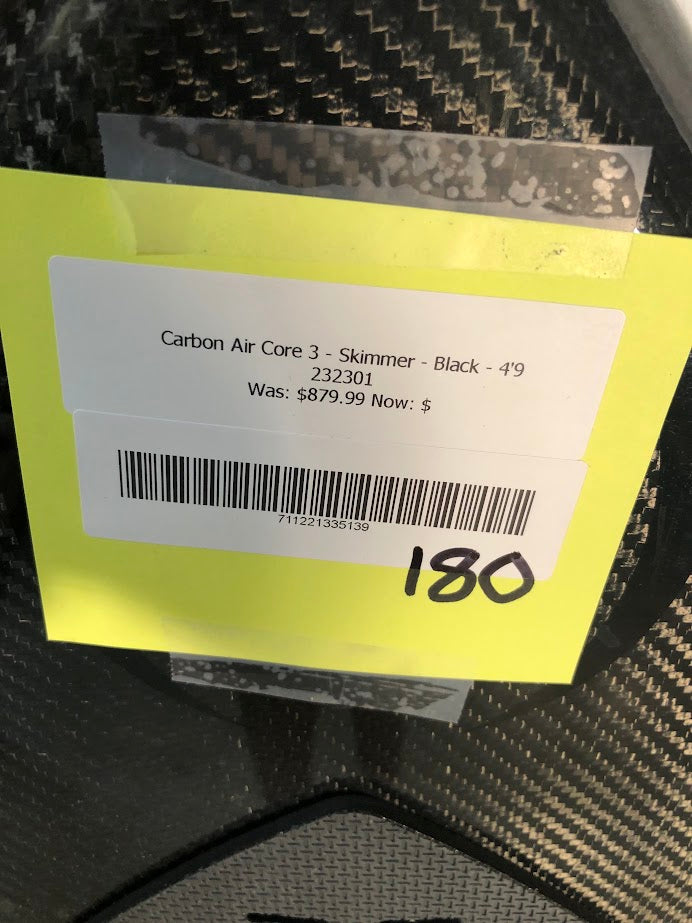 Carbon Air Core 3 - Skimmer - Black - 4'9
232301
Was: $879.99 Now: $
711221335139
180